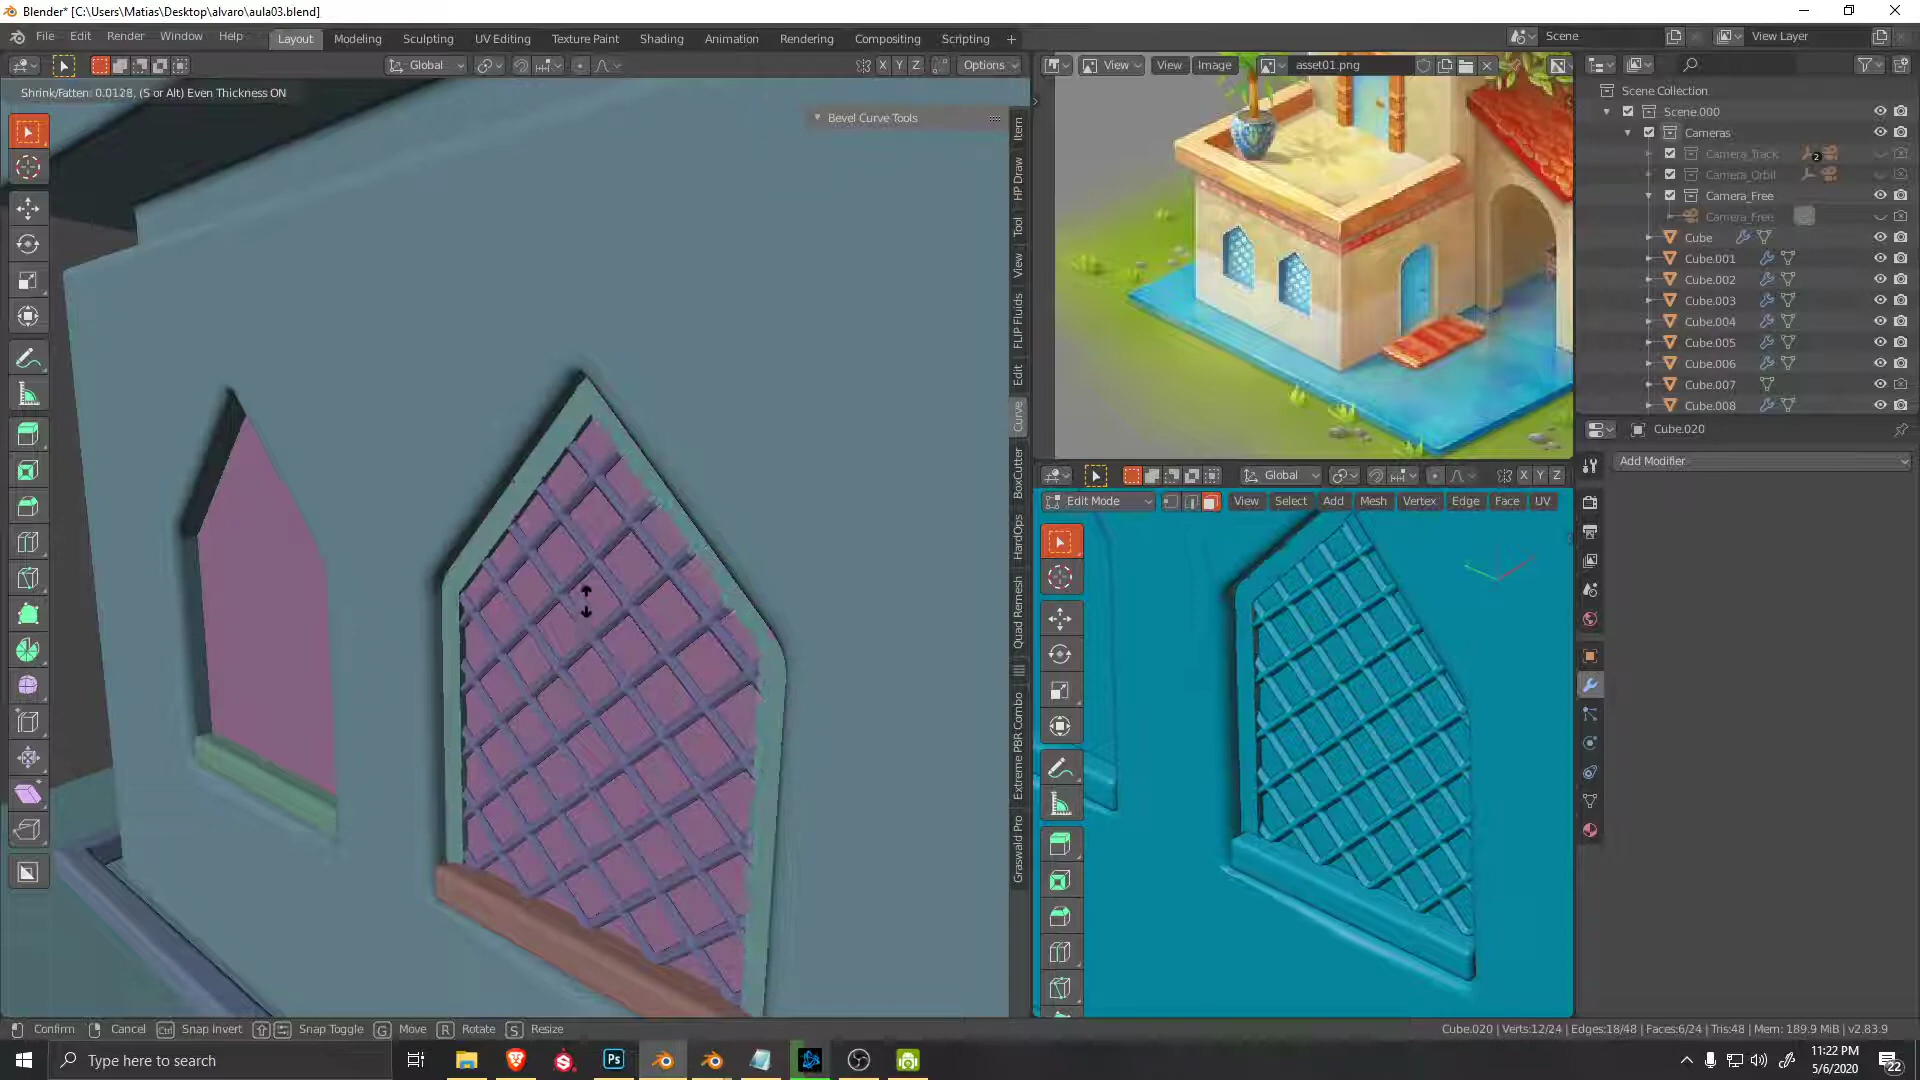 Blender* [C:\Users\Matias\Desktop\alvaro\aula03.blend]
File Edit Render Window Help Layout Modeling Sculpting UV Editing Texture Paint Shading Animation Rendering Compositing Scripting +
Scene View Layer
Global X Y Z Options
View View Image asset01.png
Shrink/Fatten: 0.0128, (S or Alt) Even Thickness ON
Bevel Curve Tools
Item
HP Draw
Tool
View
FLIP Fluids
Edit
Curve
BoxCutter
HardOps
Quad Remesh
Extreme PBR Combo
Graswald Pro
Scene Collection
Scene.000
Cameras
Camera_Track 2
Camera_Orbit
Camera_Free
Camera_Free
Cube
Cube.001
Cube.002
Cube.003
Cube.004
Cube.005
Cube.006
Cube.007
Cube.008
Cube.020
Add Modifier
Global X Y Z
Edit Mode View Select Add Mesh Vertex Edge Face UV
Confirm Cancel Ctrl Snap Invert Snap Toggle G Move R Rotate S Resize
Cube.020 | Verts:12/24 | Edges:18/48 | Faces:6/24 | Tris:48 | Mem: 189.9 MiB | v2.83.9
Type here to search
Ps
11:22 PM
5/6/2020
22